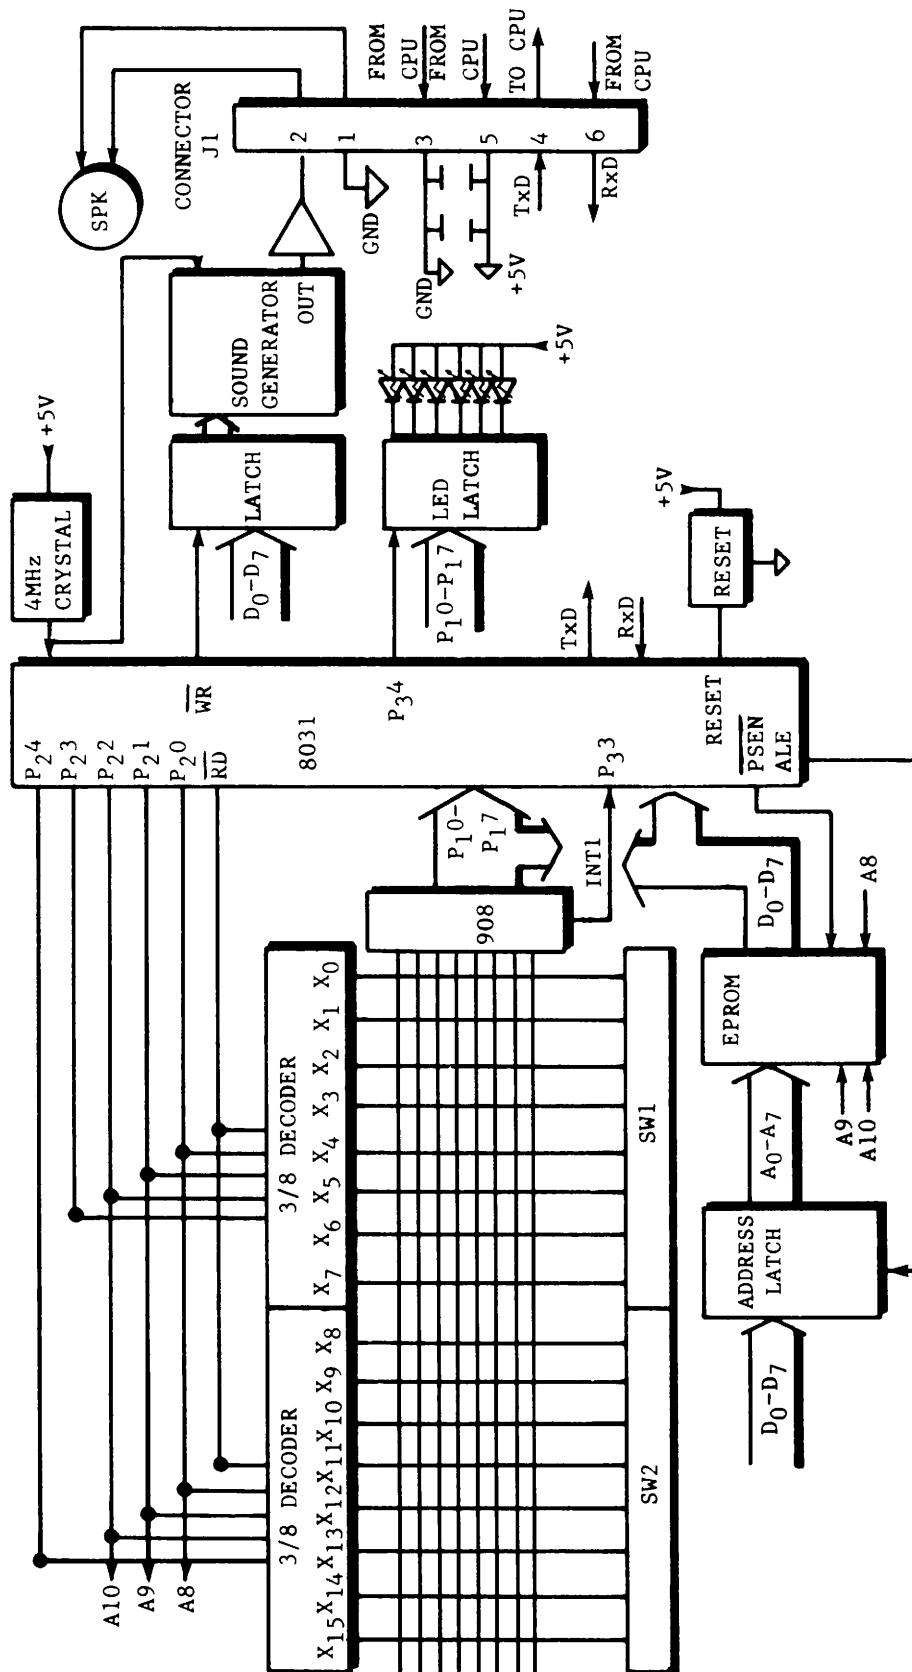 SPK
CONNECTOR
J1
2
1
3
5
4
6
FROM
CPU
FROM
CPU
TO CPU
FROM
CPU
GND
GND
+5V
TxD
RxD
SOUND
GENERATOR
OUT
LATCH
D0-D7
+5V
4MHz
CRYSTAL
LED
LATCH
P10-P17
+5V
TxD
RxD
+5V
RESET
P24
P23
P22
P21
P20
RD
WR
8031
P34
P33
RESET
PSEN
ALE
P10-
P17
INT1
908
D0-D7
A8
EPROM
A9
A10
A0-A7
ADDRESS
LATCH
D0-D7
3/8 DECODER
X7 X6 X5 X4 X3 X2 X1 X0
SW1
3/8 DECODER
X15 X14 X13 X12 X11 X10 X9 X8
SW2
A10
A9
A8